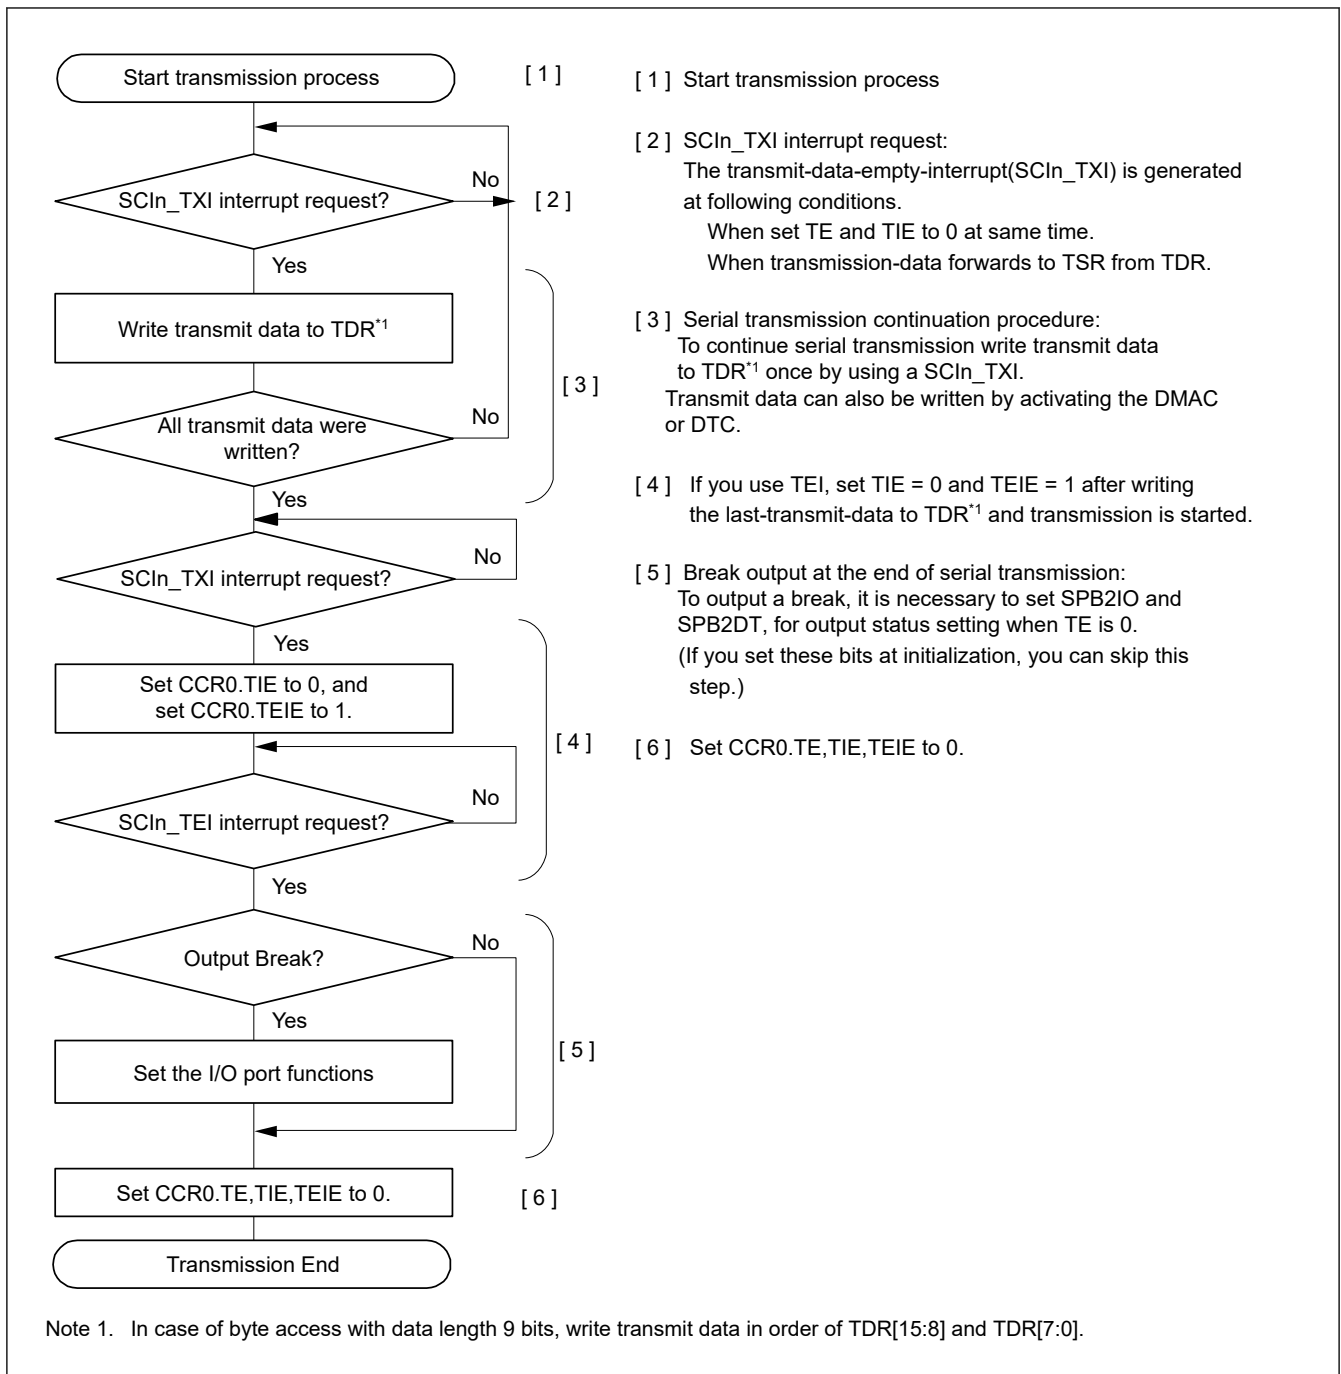 Start transmission process
[ 1 ]
No
SCIn_TXI interrupt request?
[ 2 ]
Yes
Write transmit data to TDR*1
[ 3 ]
No
All transmit data were
written?
Yes
No
SCIn_TXI interrupt request?
Yes
Set CCR0.TIE to 0, and
set CCR0.TEIE to 1.
[ 4 ]
No
SCIn_TEI interrupt request?
Yes
No
Output Break?
Yes
[ 5 ]
Set the I/O port functions
Set CCR0.TE,TIE,TEIE to 0.
[ 6 ]
Transmission End
[ 1 ] Start transmission process
[ 2 ] SCIn_TXI interrupt request:
The transmit-data-empty-interrupt(SCIn_TXI) is generated
at following conditions.
When set TE and TIE to 0 at same time.
When transmission-data forwards to TSR from TDR.
[ 3 ] Serial transmission continuation procedure:
To continue serial transmission write transmit data
to TDR*1 once by using a SCIn_TXI.
Transmit data can also be written by activating the DMAC
or DTC.
[ 4 ] If you use TEI, set TIE = 0 and TEIE = 1 after writing
the last-transmit-data to TDR*1 and transmission is started.
[ 5 ] Break output at the end of serial transmission:
To output a break, it is necessary to set SPB2IO and
SPB2DT, for output status setting when TE is 0.
(If you set these bits at initialization, you can skip this
step.)
[ 6 ] Set CCR0.TE,TIE,TEIE to 0.
Note 1. In case of byte access with data length 9 bits, write transmit data in order of TDR[15:8] and TDR[7:0].